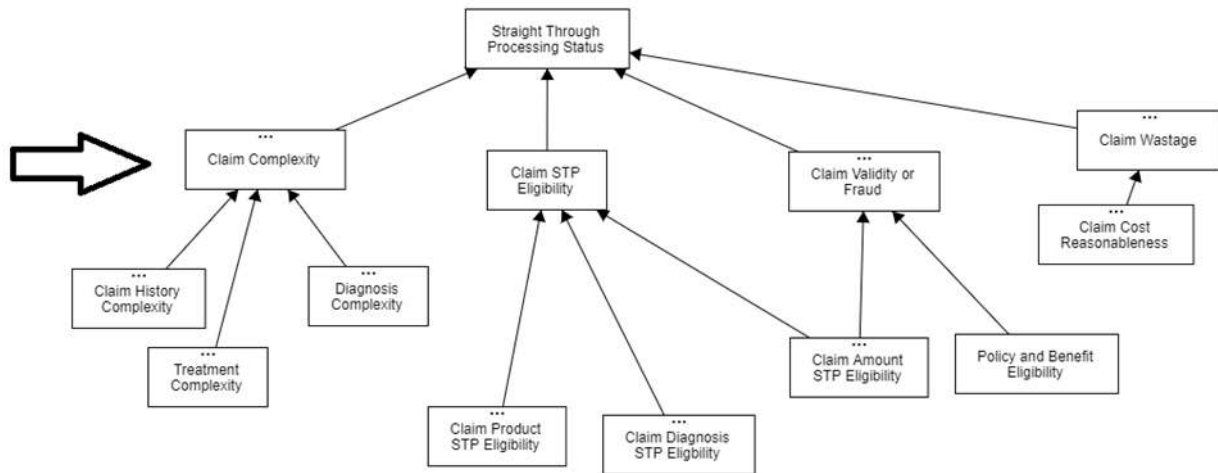 Straight Through
Processing Status
...
Claim Complexity
...
Claim STP
Eligibility
...
Claim Validity or
Fraud
...
Claim Wastage
...
Claim Cost
Reasonableness
...
Claim History
Complexity
...
Diagnosis
Complexity
...
Treatment
Complexity
...
Claim Amount
STP Eligibility
Policy and Benefit
Eligibility
...
Claim Product
STP Eligibility
...
Claim Diagnosis
STP Eligbility